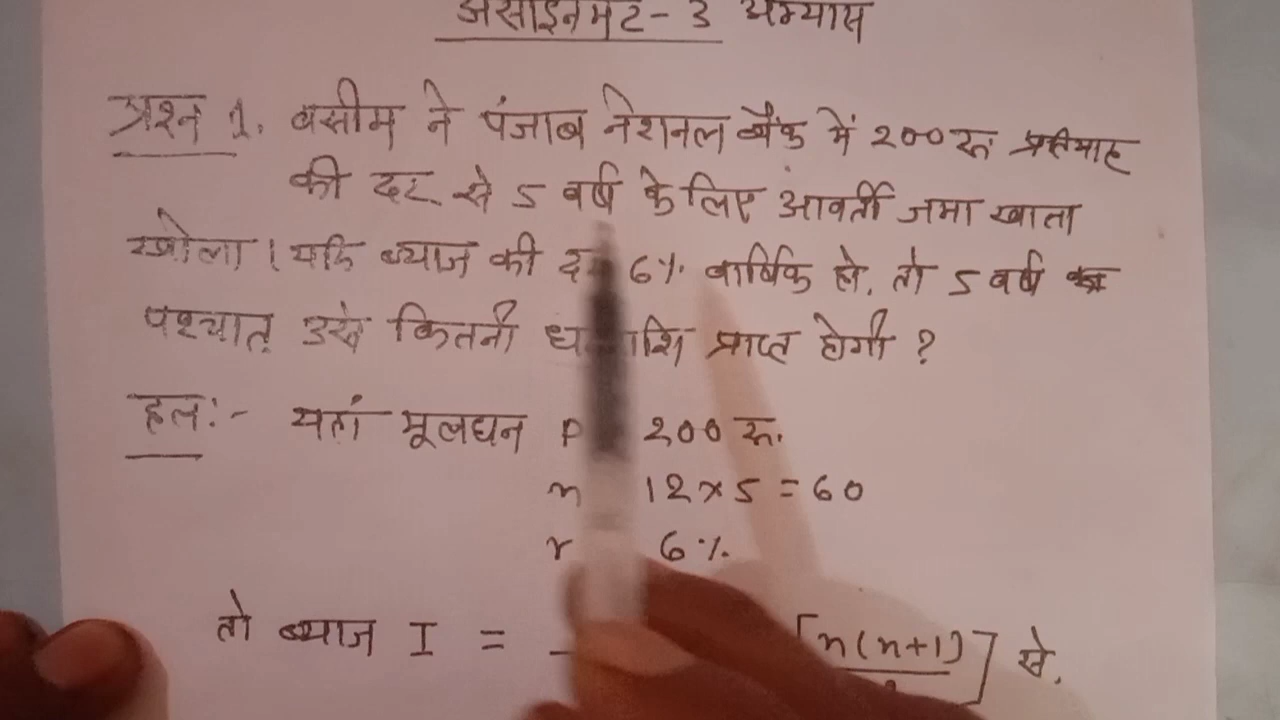 असाइनमेंट - 3 अभ्यास
प्रश्न 1. वसीम ने पंजाब नेशनल बैंक में 200 रू. प्रतिमाह
की दर से 5 वर्ष के लिए आवर्ती जमा खाता
खोला। यदि ब्याज की 6% वार्षिक हो, तो 5 वर्ष
पश्चात् उसे कितनी प्राप्त होगी ?
हल :- यहां मूलधन P 200 रू.
n 12 × 5 = 60
r 6 %
तो ब्याज I = [n(n+1)] से,